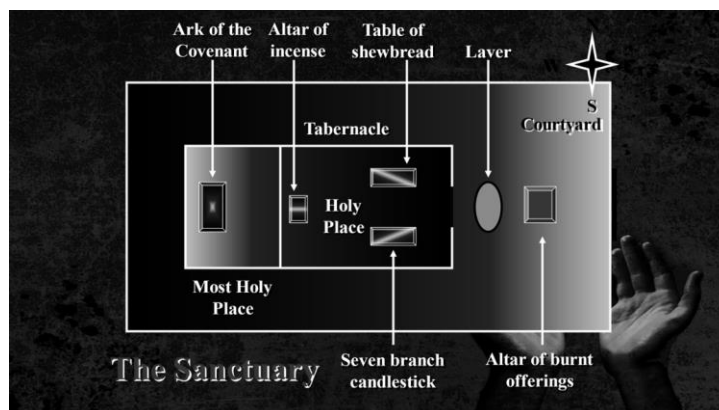 Ark of the
Covenant
Altar of
incense
Table of
shewbread
Laver
W
S
Courtyard
Tabernacle
Holy
Place
Most Holy
Place
The Sanctuary
Seven branch
candlestick
Altar of burnt
offerings